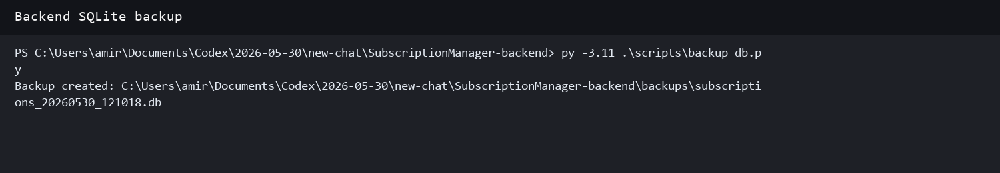 Backend SQLite backup
PS C:\Users\amir\Documents\Codex\2026-05-30\new-chat\SubscriptionManager-backend> py -3.11 .\scripts\backup_db.p
y
Backup created: C:\Users\amir\Documents\Codex\2026-05-30\new-chat\SubscriptionManager-backend\backups\subscripti
ons_20260530_121018.db